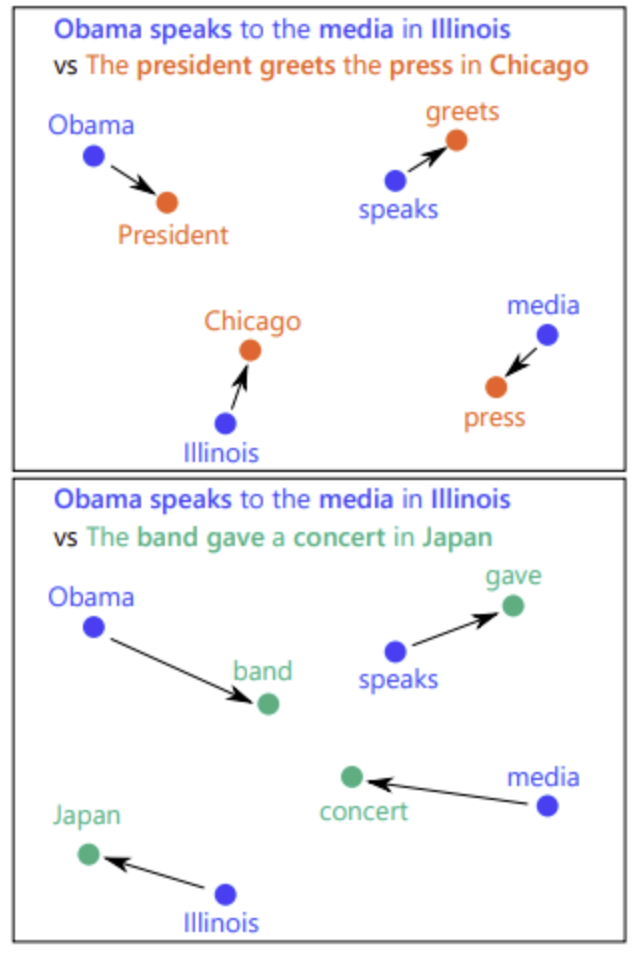 Obama speaks to the media in Illinois
vs The president greets the press in Chicago
Obama
greets
speaks
President
media
Chicago
press
Illinois
Obama speaks to the media in Illinois
vs The band gave a concert in Japan
gave
Obama
band
speaks
media
concert
Japan
Illinois